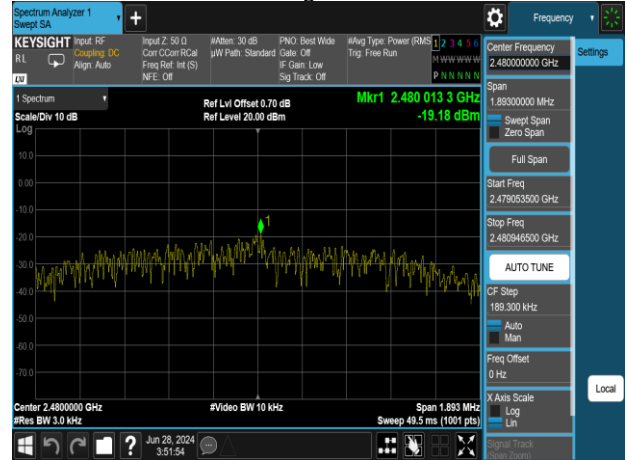 Spectrum Analyzer 1
Swept SA
Frequency
KEYSIGHT
RL
Input: RF
Coupling: DC
Align: Auto
Input Z: 50 Ω
Corr CCorr RCal
Freq Ref: Int (S)
NFE: Off
#Atten: 30 dB
µW Path: Standard
PNO: Best Wide
Gate: Off
IF Gain: Low
Sig Track: Off
#Avg Type: Power (RMS
Trig: Free Run
1 2 3 4 5 6
M W W W W W
P N N N N N
LXI
1 Spectrum
Scale/Div 10 dB
Log
Ref Lvl Offset 0.70 dB
Ref Level 20.00 dBm
Mkr1 2.480 013 3 GHz
-19.18 dBm
1
10.0
0.00
-10.0
-20.0
-30.0
-40.0
-50.0
-60.0
-70.0
Center 2.4800000 GHz
#Res BW 3.0 kHz
#Video BW 10 kHz
Span 1.893 MHz
Sweep 49.5 ms (1001 pts)
Center Frequency
2.480000000 GHz
Settings
Span
1.89300000 MHz
Swept Span
Zero Span
Full Span
Start Freq
2.479053500 GHz
Stop Freq
2.480946500 GHz
AUTO TUNE
CF Step
189.300 kHz
Auto
Man
Freq Offset
0 Hz
X Axis Scale
Log
Lin
Local
Signal Track
(Span Zoom)
?
Jun 28, 2024
3:51:54